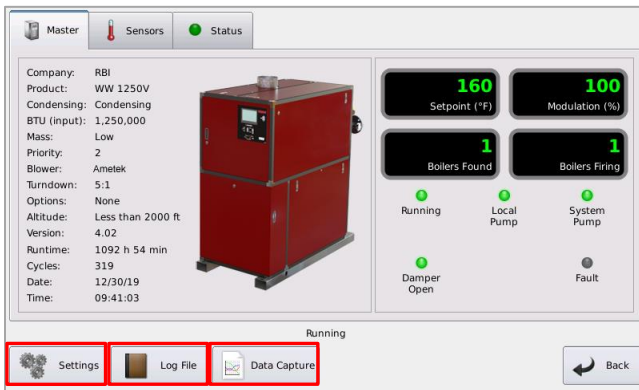 Master
Sensors
Status
Company: RBI
Product: WW 1250V
Condensing: Condensing
BTU (input): 1,250,000
Mass: Low
Priority: 2
Blower: Ametek
Turndown: 5:1
Options: None
Altitude: Less than 2000 ft
Version: 4.02
Runtime: 1092 h 54 min
Cycles: 319
Date: 12/30/19
Time: 09:41:03
160
Setpoint (°F)
100
Modulation (%)
1
Boilers Found
1
Boilers Firing
Running
Local
Pump
System
Pump
Damper
Open
Fault
Running
Settings
Log File
Data Capture
Back